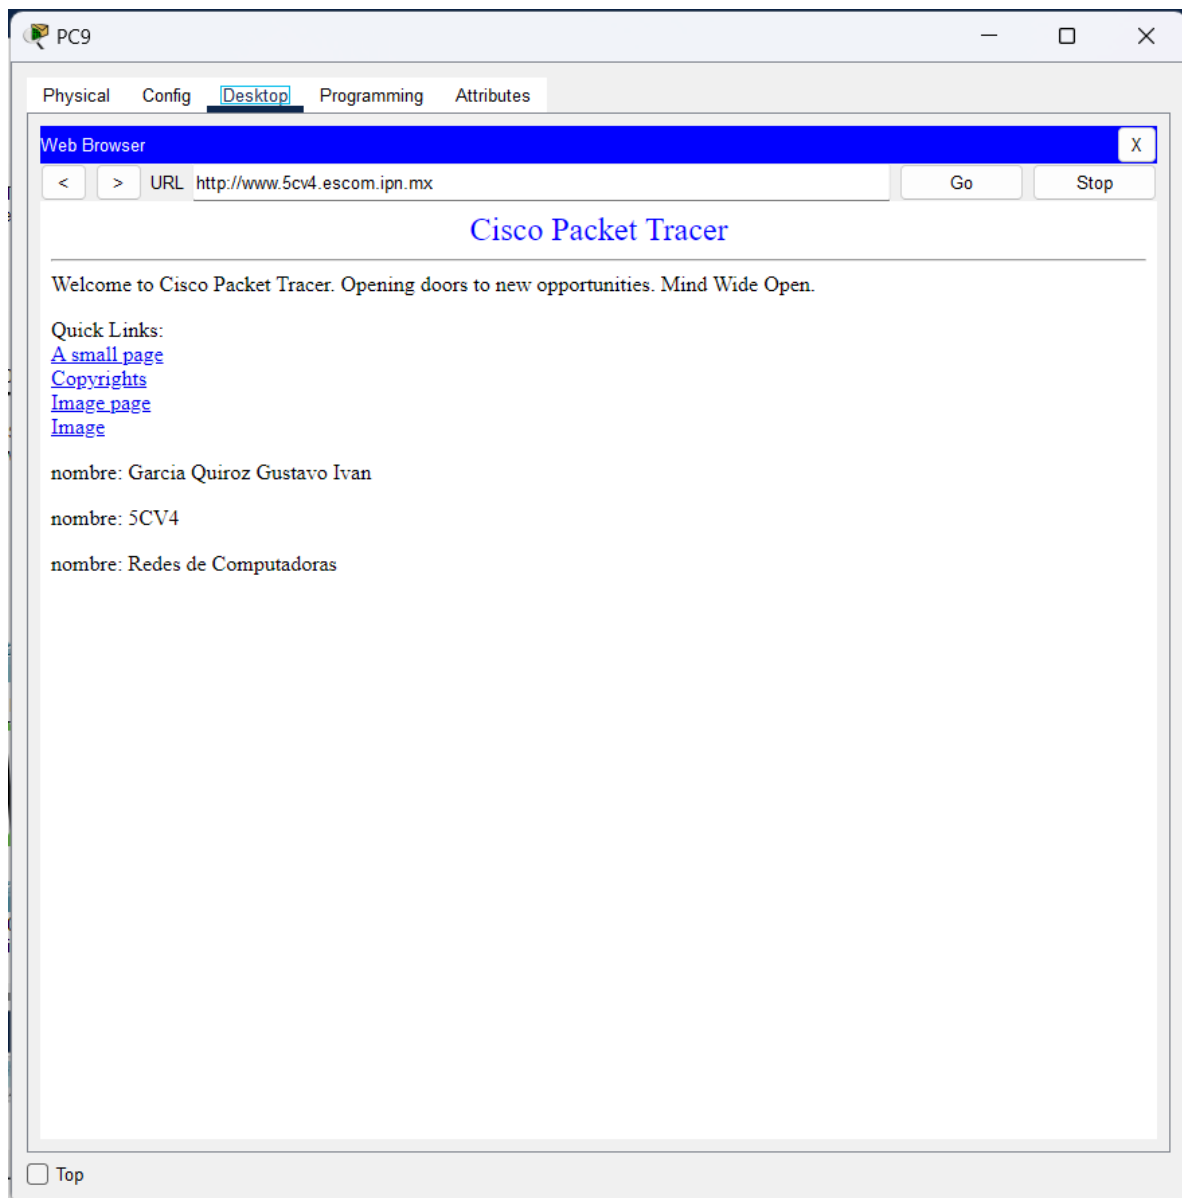 PC9
Physical Config Desktop Programming Attributes
Web Browser X
< > URL http://www.5cv4.escom.ipn.mx Go Stop
Cisco Packet Tracer
Welcome to Cisco Packet Tracer. Opening doors to new opportunities. Mind Wide Open.
Quick Links:
A small page
Copyrights
Image page
Image
nombre: Garcia Quiroz Gustavo Ivan
nombre: 5CV4
nombre: Redes de Computadoras
Top